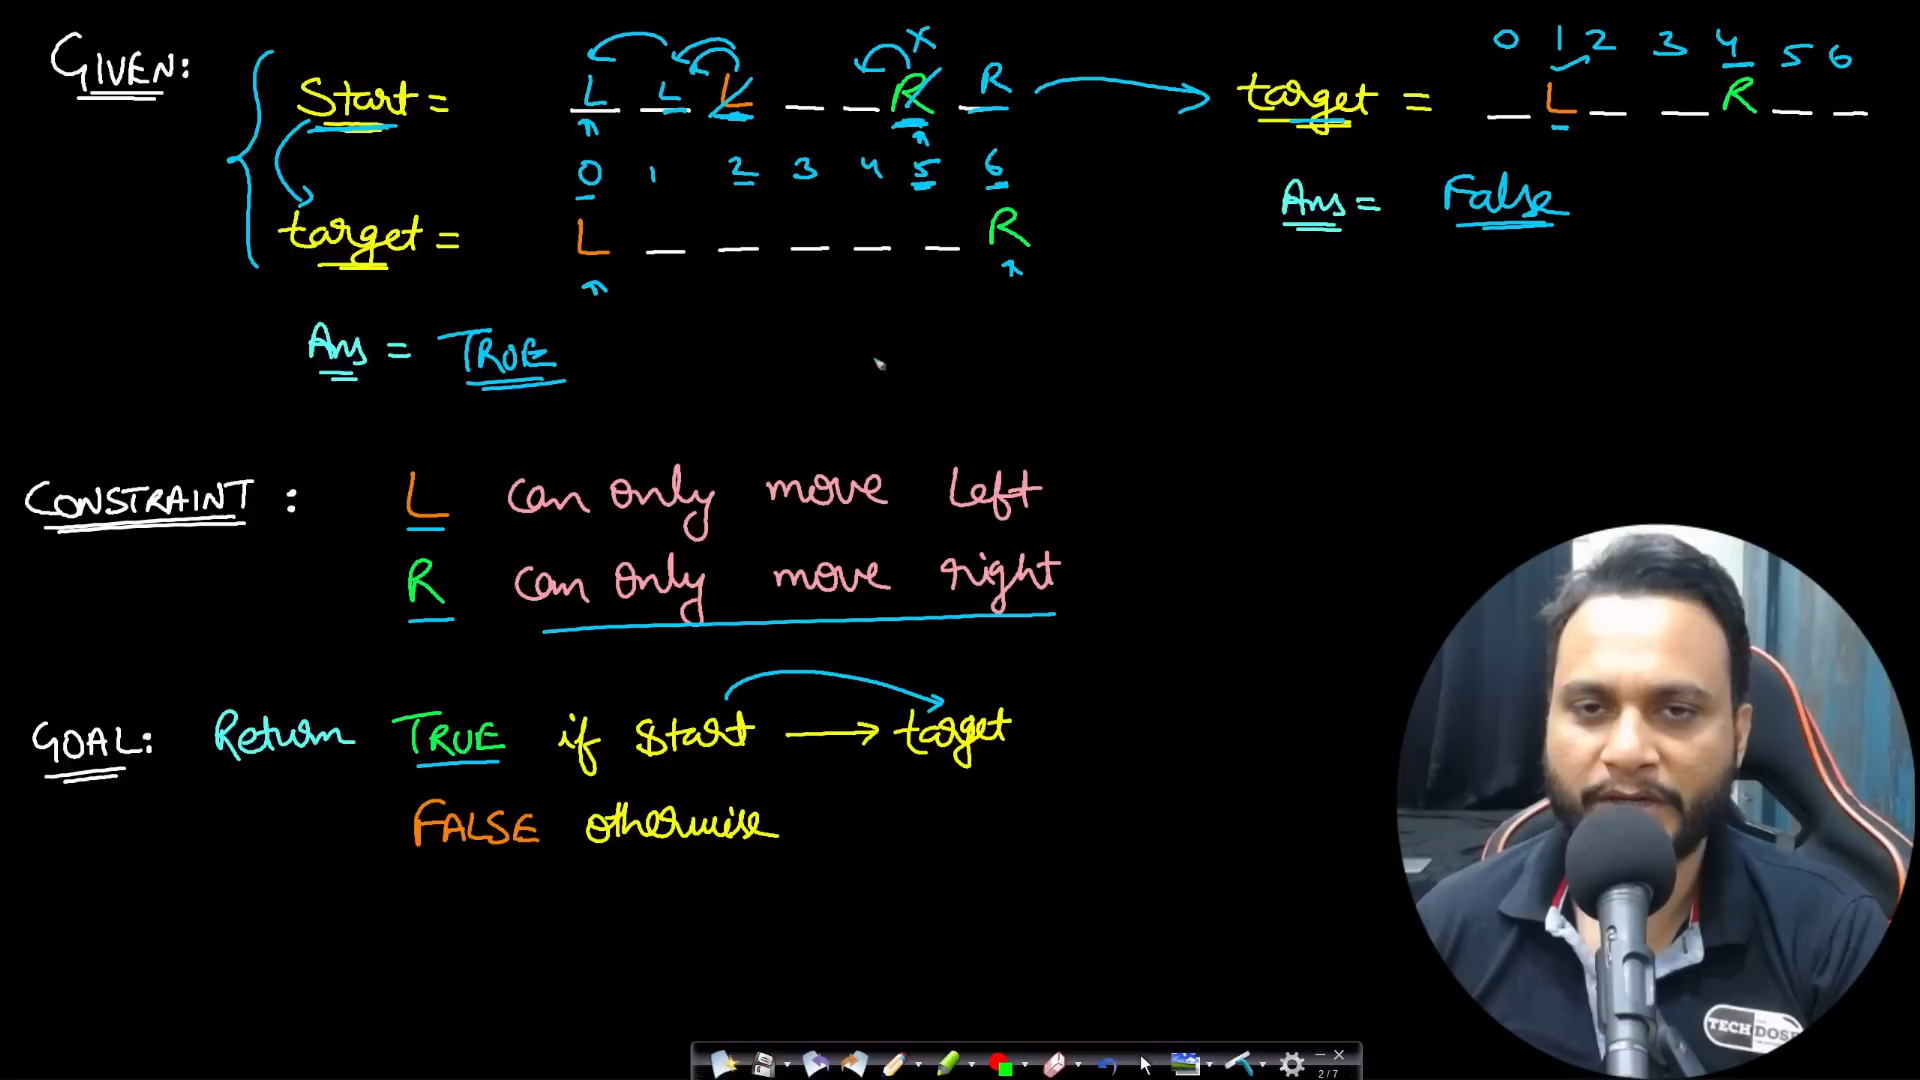 GIVEN:
0 1 2 3 4 5 6
Start = L L L _ _ R _ R
x
target = _ L _ _ R _ _
0 1 2 3 4 5 6
Ans = False
target = L _ _ _ _ _ R
Ans = TRUE
CONSTRAINT : L can only move left
R can only move right
GOAL: Return TRUE if start → target
FALSE otherwise
TECH DOSE
2/7